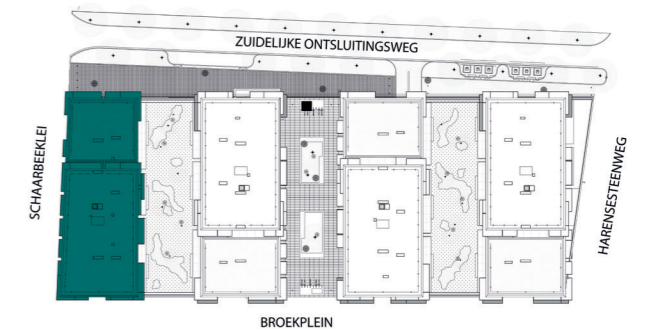 ZUIDELIJKE ONTSLUITINGSWEG
SCHAARBEEKLEI
HARENSESTEENWEG
BROEKPLEIN